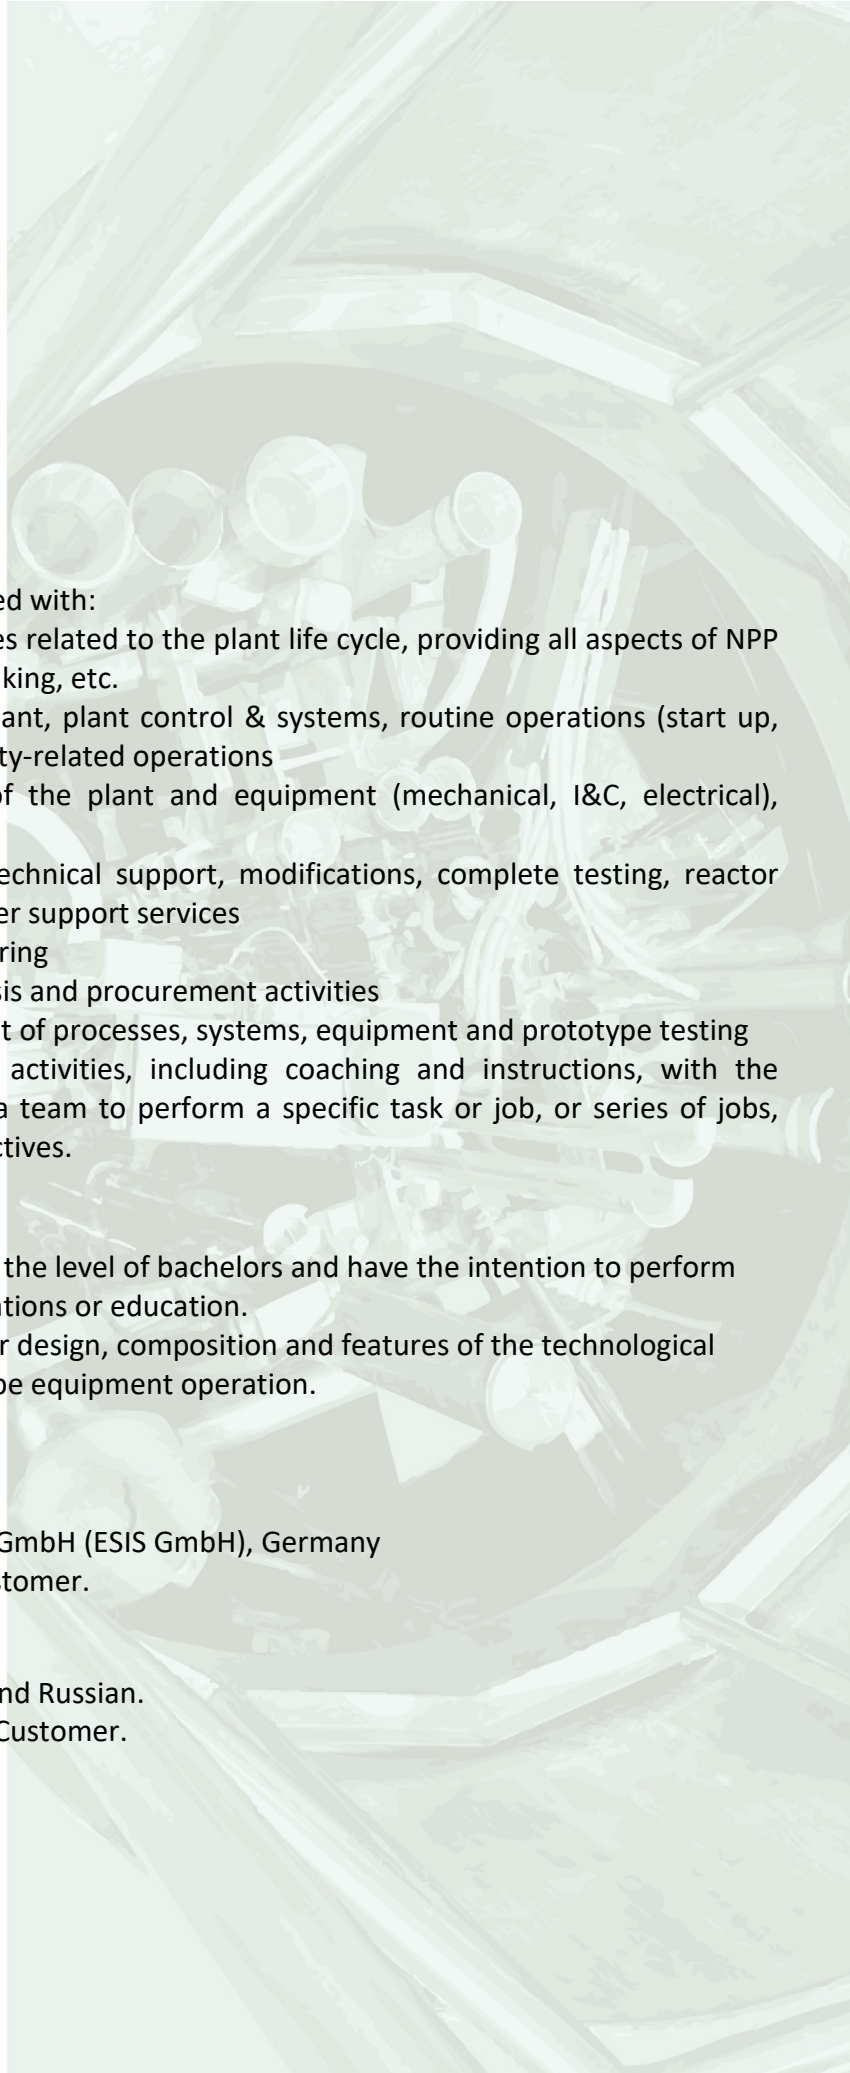 ed with:
es related to the plant life cycle, providing all aspects of NPP
king, etc.
ant, plant control & systems, routine operations (start up,
ty-related operations
of the plant and equipment (mechanical, I&C, electrical),
echnical support, modifications, complete testing, reactor
er support services
ring
sis and procurement activities
t of processes, systems, equipment and prototype testing
activities, including coaching and instructions, with the
a team to perform a specific task or job, or series of jobs,
ctives.
the level of bachelors and have the intention to perform
ations or education.
r design, composition and features of the technological
pe equipment operation.
GmbH (ESIS GmbH), Germany
stomer.
nd Russian.
Customer.